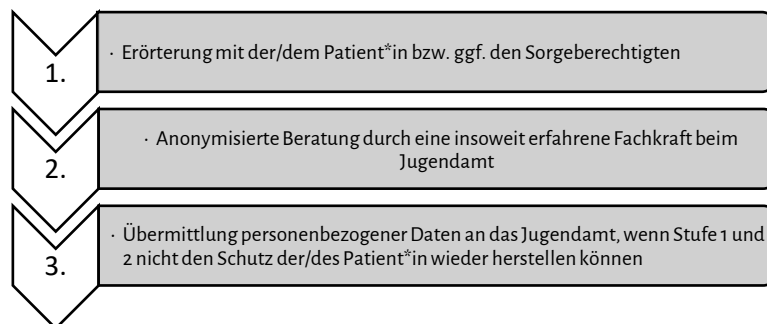 1.
· Erörterung mit der/dem Patient*in bzw. ggf. den Sorgeberechtigten
2.
· Anonymisierte Beratung durch eine insoweit erfahrene Fachkraft beim
Jugendamt
3.
· Übermittlung personenbezogener Daten an das Jugendamt, wenn Stufe 1 und
2 nicht den Schutz der/des Patient*in wieder herstellen können